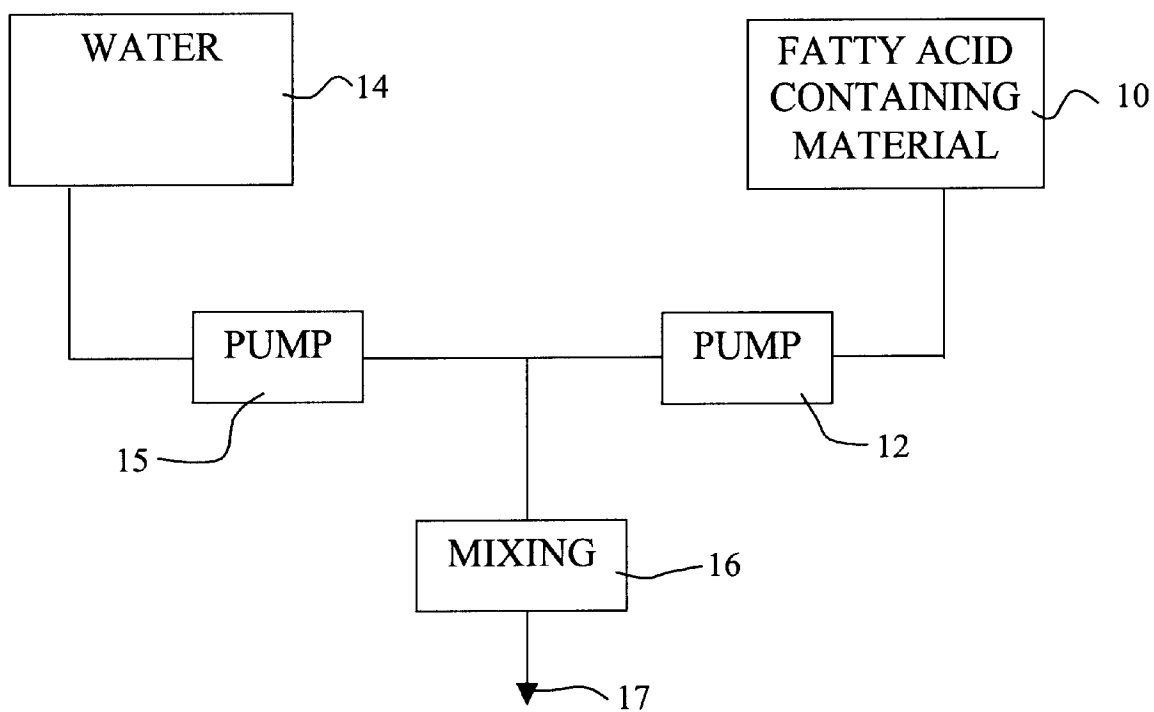 WATER
14
FATTY ACID
CONTAINING
MATERIAL
10
PUMP
15
PUMP
12
MIXING
16
17